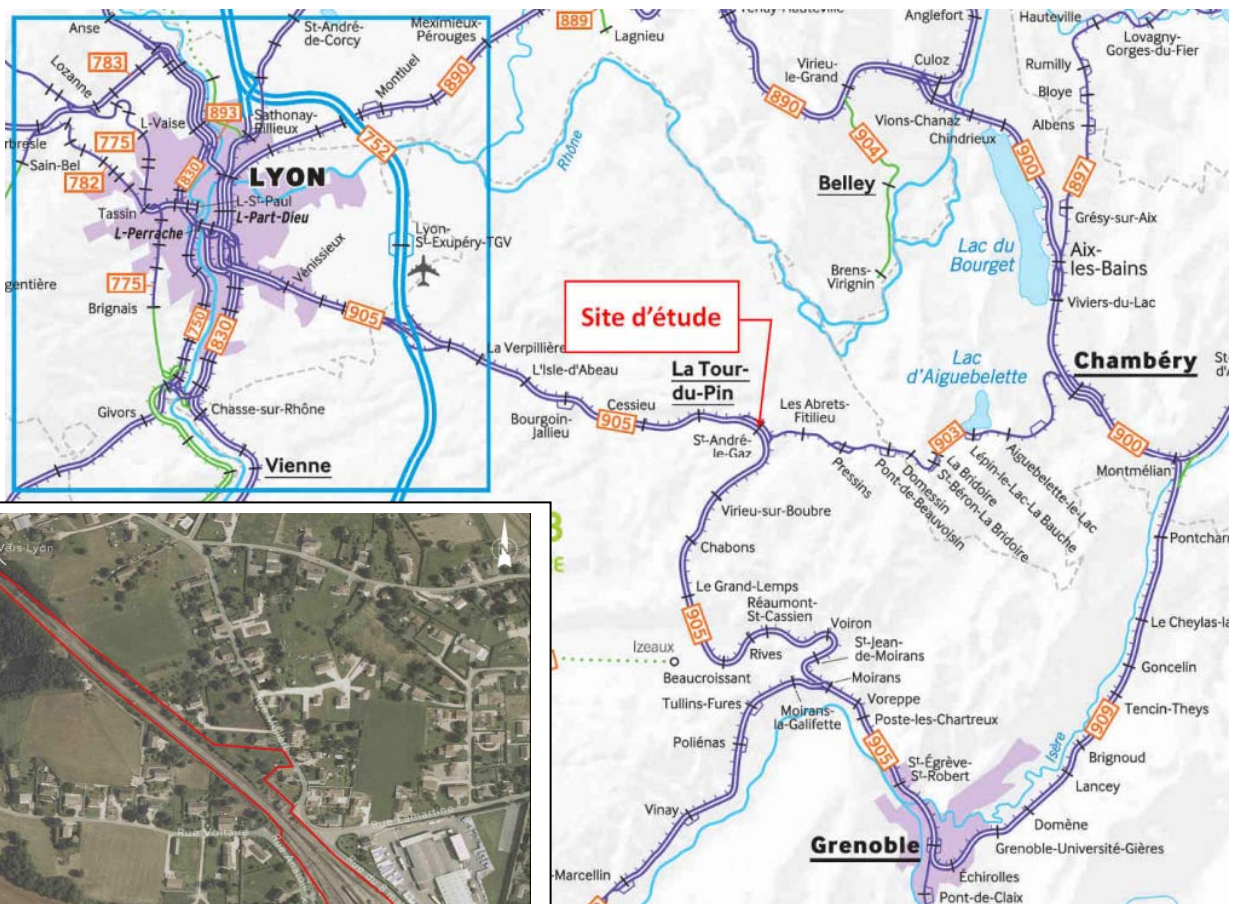 Anse
St-André-
de-Corcy
Meximieux-
Pérouges
889
Lagnieu
Anglefort
Hauteville
Lovagny-
Gorges-du-Fier
Lozanne
783
893
Sathonay-
Rillieux
Montluel
890
752
Virieu-
le-Grand
Culoz
Rumilly
Bloye
890
Vions-Chanaz
Chindrieux
Albens
L-Vaise
775
Sain-Bel
782
830
LYON
Rhône
904
Belley
900
897
Tassin
L-St-Paul
L-Part-Dieu
L-Perrache
Lyon-
St-Exupéry-TGV
Grésy-sur-Aix
Lac du
Bourget
Aix-
les-Bains
Vénissieux
775
Brignais
Brens-
Virignin
Viviers-du-Lac
Site d'étude
750
830
905
La Verpillière
L'Isle-d'Abeau
La Tour-
du-Pin
Lac
d'Aiguebelette
Chambéry
Givors
Chasse-sur-Rhône
Bourgoin-
Jallieu
905
Cessieu
St-André-
le-Gaz
Les Abrets-
Fitilieu
903
900
Vienne
Pressins
Pont-de-Beauvoisin
Domessin
St-Béron-La Bridoire
La Bridoire
Lépin-le-Lac-La Bauche
Aiguebelette-le-Lac
Montmélian
Virieu-sur-Boubre
Vers Lyon
Chabons
Le Grand-Lemps
Réaumont-
St-Cassien
Voiron
905
Izeaux
Rives
St-Jean-
de-Moirans
Le Cheylas-la
Beaucroissant
Moirans
Goncelin
Tullins-Fures
Moirans-
la-Galifette
Voreppe
Poste-les-Chartreux
Tencin-Theys
909
Poliénas
905
Isère
Brignoud
St-Égrève-
St-Robert
Lancey
Rue Voltaire
Rue Lamartine
Vinay
Domène
Grenoble
Grenoble-Université-Gières
-Marcellin
Échirolles
Pont-de-Claix